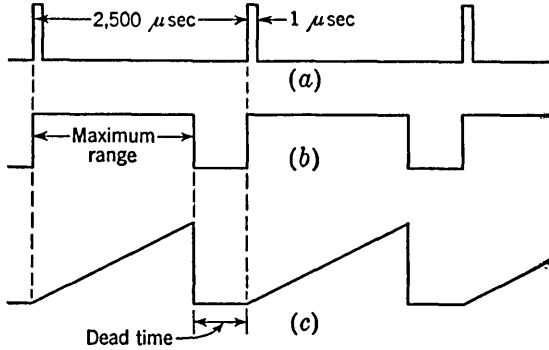 2,500 μsec
1 μsec
(a)
Maximum
range
(b)
(c)
Dead time